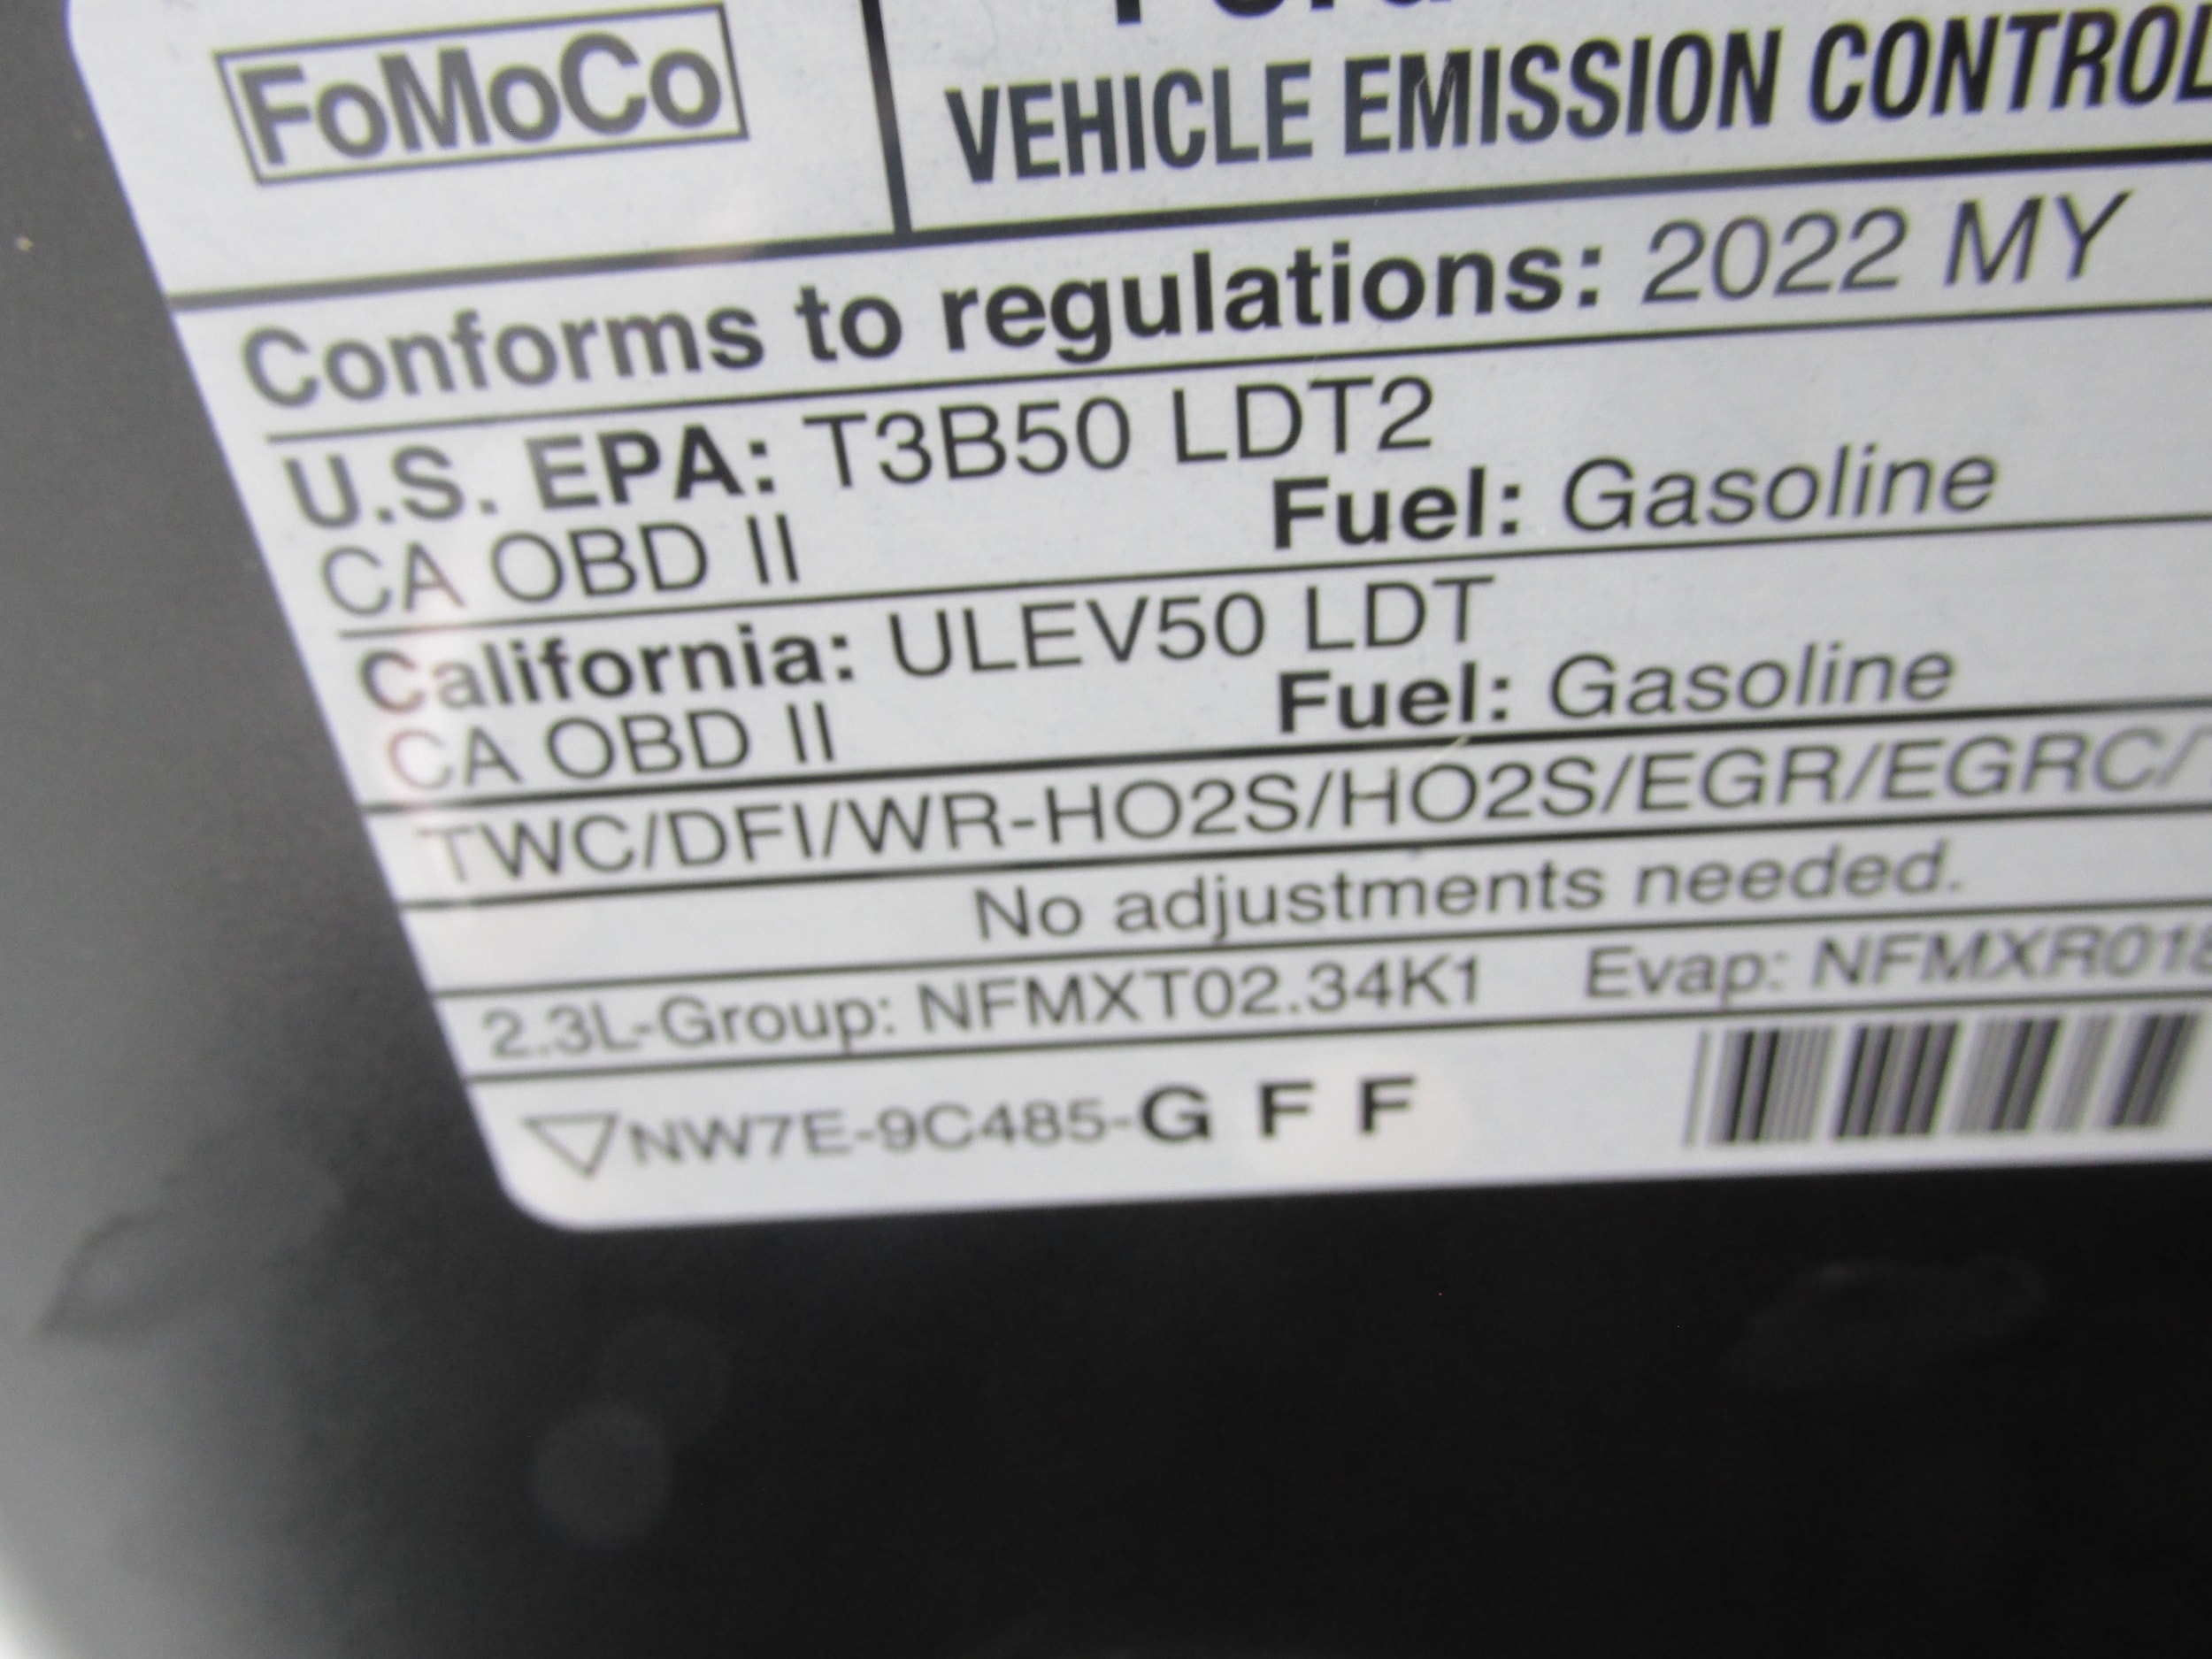 FoMoCo
VEHICLE EMISSION CONTROL
Conforms to regulations: 2022 MY
U.S. EPA: T3B50 LDT2
CA OBD II Fuel: Gasoline
California: ULEV50 LDT
CA OBD II Fuel: Gasoline
TWC/DFI/WR-HO2S/HO2S/EGR/EGRC/
No adjustments needed.
2.3L-Group: NFMXT02.34K1 Evap: NFMXR018
NW7E-9C485-G F F